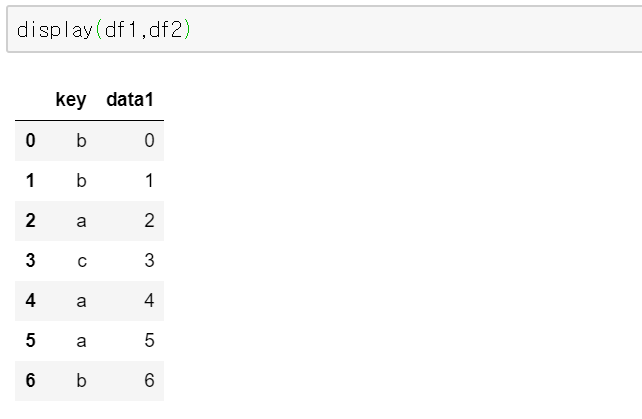 display(df1,df2)
key data1
0 b 0
1 b 1
2 a 2
3 c 3
4 a 4
5 a 5
6 b 6